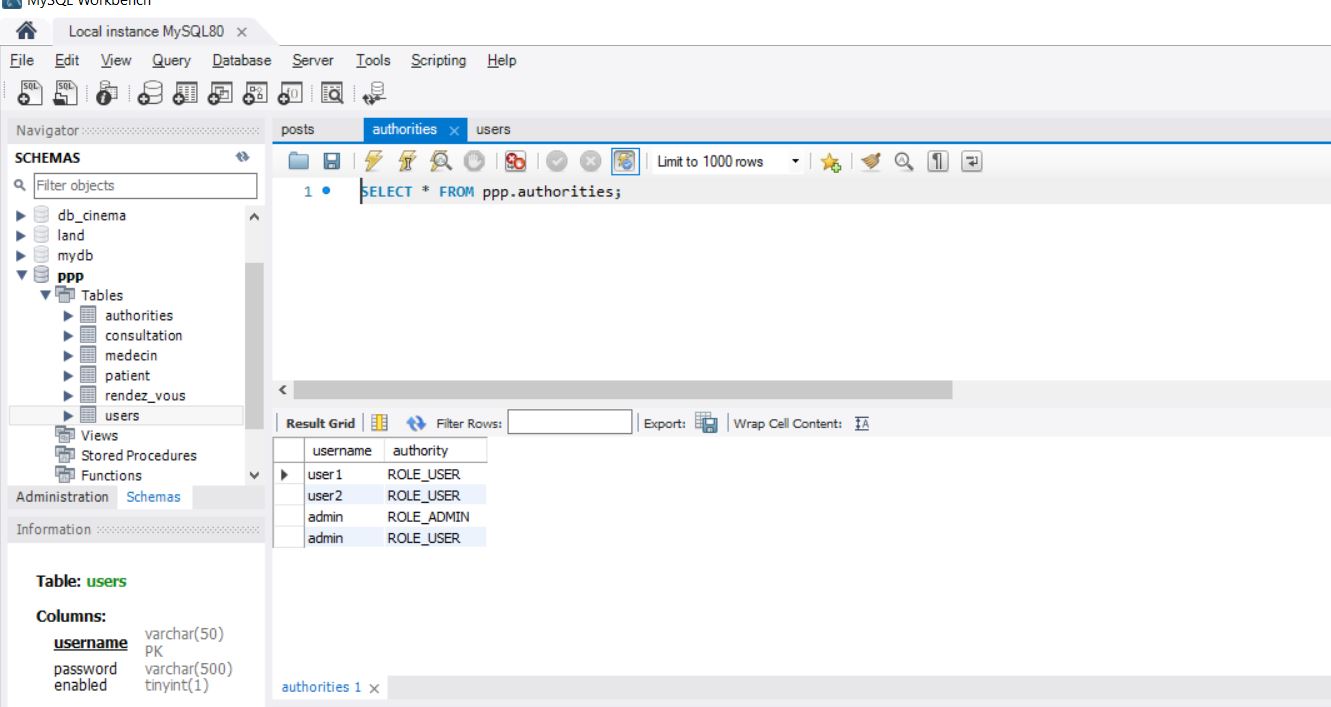 MySQL Workbench
Local instance MySQL80
File Edit View Query Database Server Tools Scripting Help
Navigator
SCHEMAS
Filter objects
db_cinema
land
mydb
ppp
Tables
authorities
consultation
medecin
patient
rendez_vous
users
Views
Stored Procedures
Functions
Administration Schemas
Information
Table: users
Columns:
username varchar(50) PK
password varchar(500)
enabled tinyint(1)
posts authorities users
Limit to 1000 rows
1 SELECT * FROM ppp.authorities;
Result Grid Filter Rows: Export: Wrap Cell Content:
username authority
user1 ROLE_USER
user2 ROLE_USER
admin ROLE_ADMIN
admin ROLE_USER
authorities 1